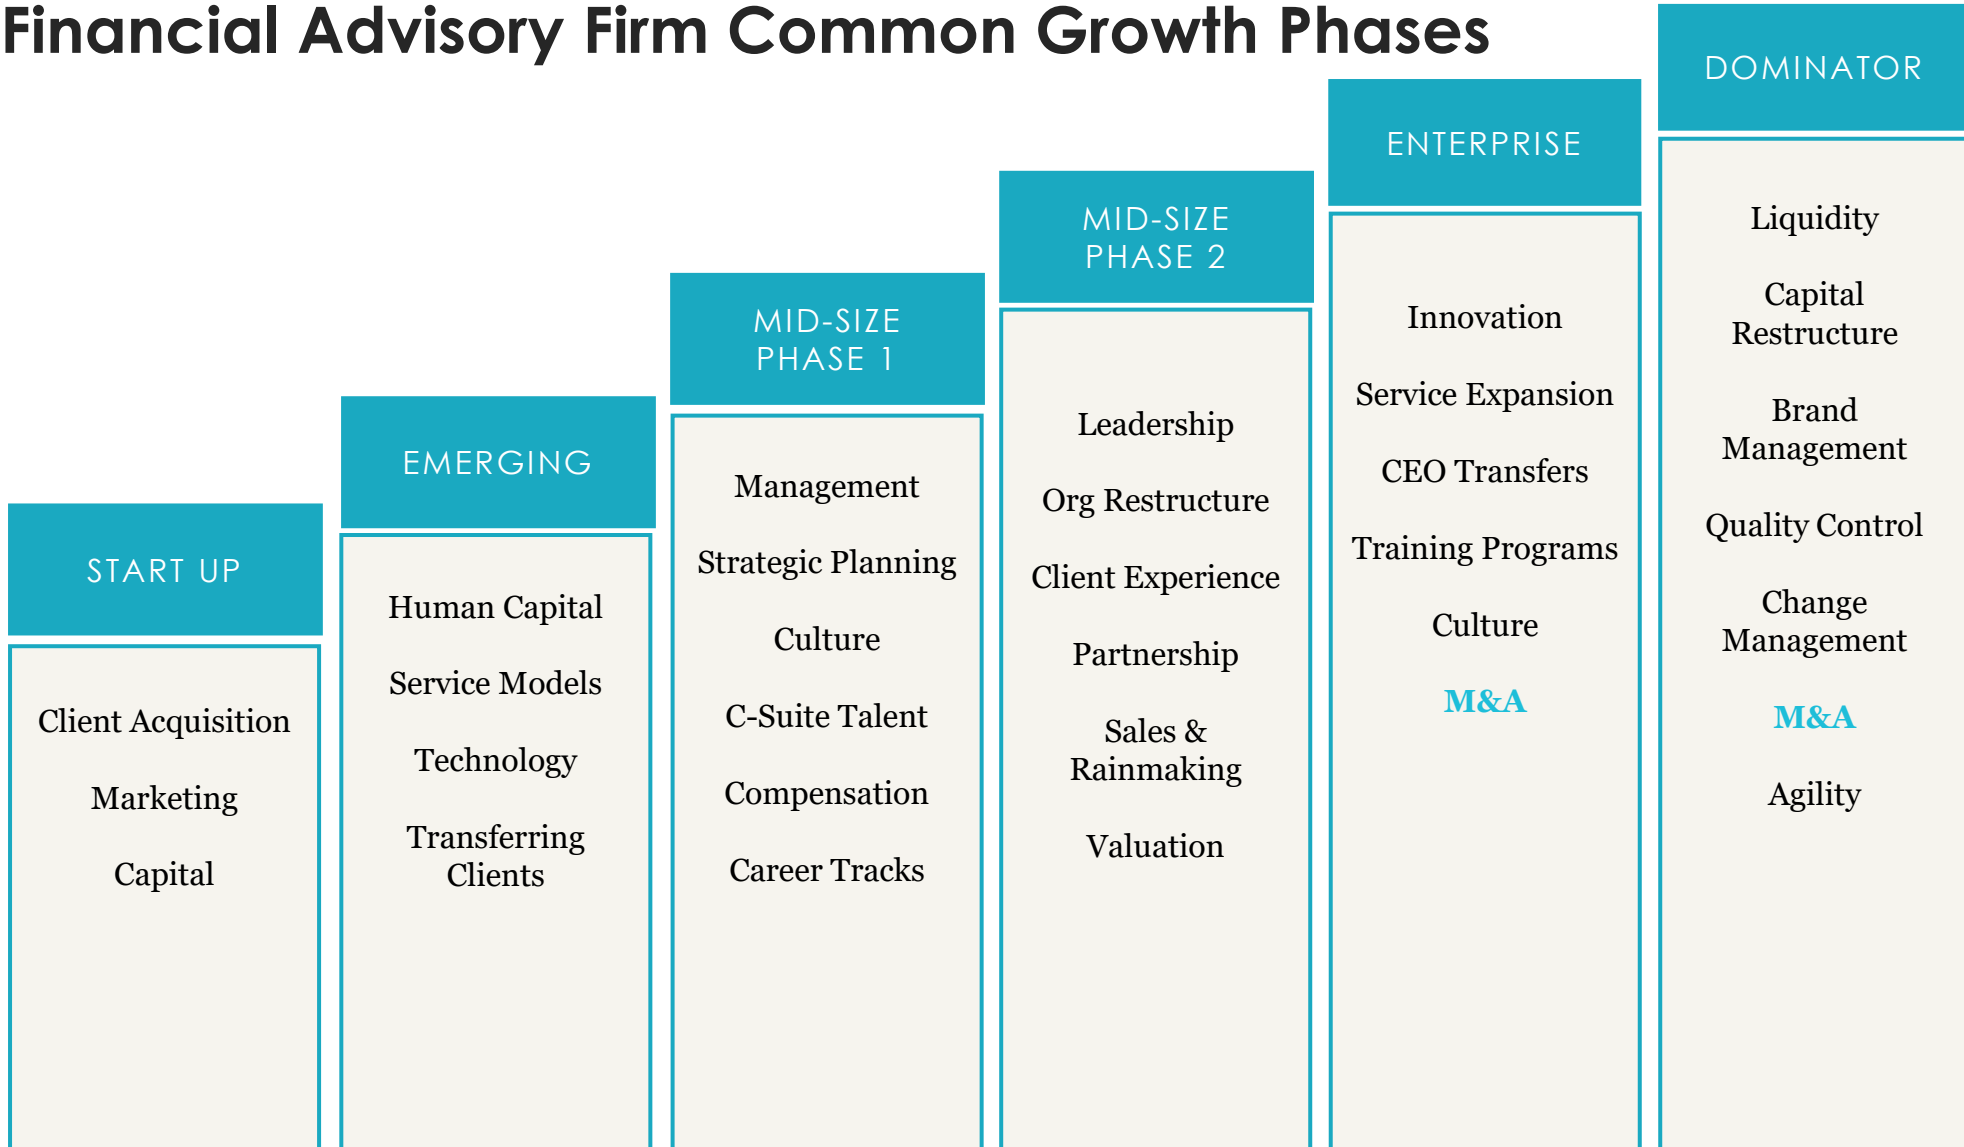 Financial Advisory Firm Common Growth Phases
START UP
Client Acquisition
Marketing
Capital
EMERGING
Human Capital
Service Models
Technology
Transferring
Clients
MID-SIZE
PHASE 1
Management
Strategic Planning
Culture
C-Suite Talent
Compensation
Career Tracks
MID-SIZE
PHASE 2
Leadership
Org Restructure
Client Experience
Partnership
Sales &
Rainmaking
Valuation
ENTERPRISE
Innovation
Service Expansion
CEO Transfers
Training Programs
Culture
M&A
DOMINATOR
Liquidity
Capital
Restructure
Brand
Management
Quality Control
Change
Management
M&A
Agility